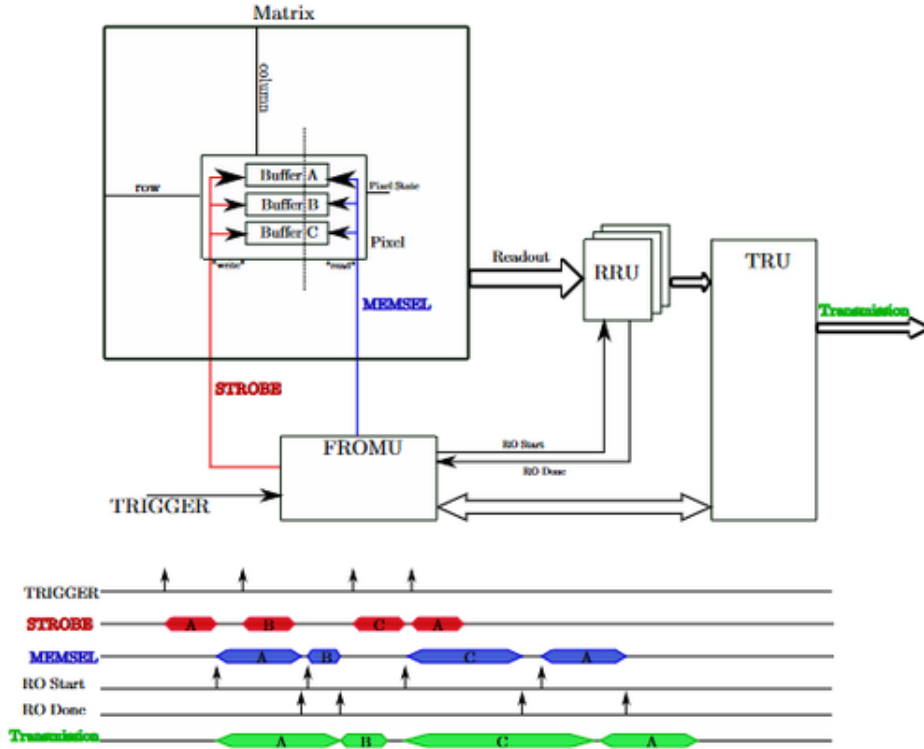 Matrix
column
Buffer A
row
Pixel State
Buffer B
Buffer C
Pixel
"write"
"read"
Readout
RRU
TRU
MEMSEL
Transmission
STROBE
FROMU
RO Start
RO Done
TRIGGER
TRIGGER
STROBE A B C A
MEMSEL A B C A
RO Start
RO Done
Transmission A B C A